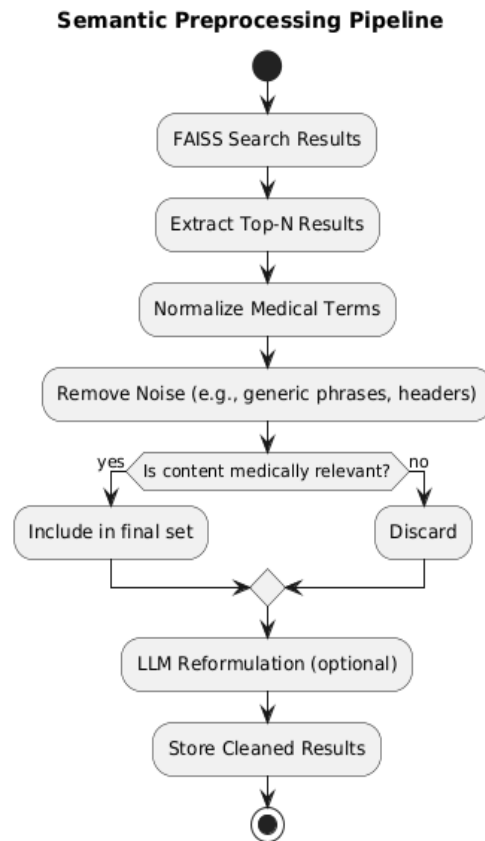 Semantic Preprocessing Pipeline
FAISS Search Results
Extract Top-N Results
Normalize Medical Terms
Remove Noise (e.g., generic phrases, headers)
yes
Is content medically relevant?
no
Include in final set
Discard
LLM Reformulation (optional)
Store Cleaned Results